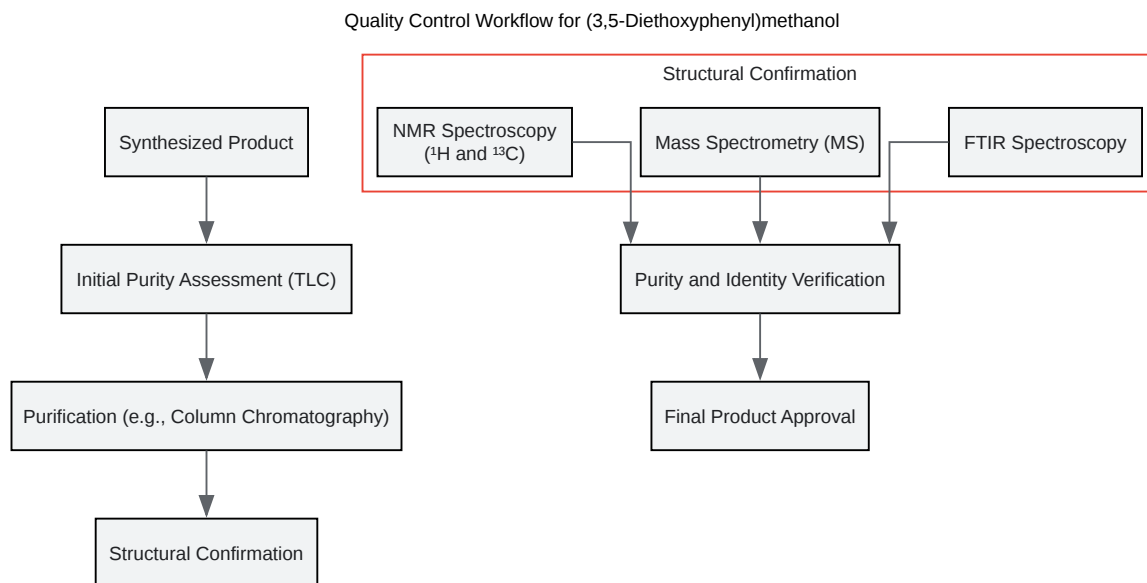 Quality Control Workflow for (3,5-Diethoxyphenyl)methanol
Structural Confirmation
Synthesized Product
NMR Spectroscopy
(¹H and ¹³C)
Mass Spectrometry (MS)
FTIR Spectroscopy
Initial Purity Assessment (TLC)
Purity and Identity Verification
Purification (e.g., Column Chromatography)
Final Product Approval
Structural Confirmation